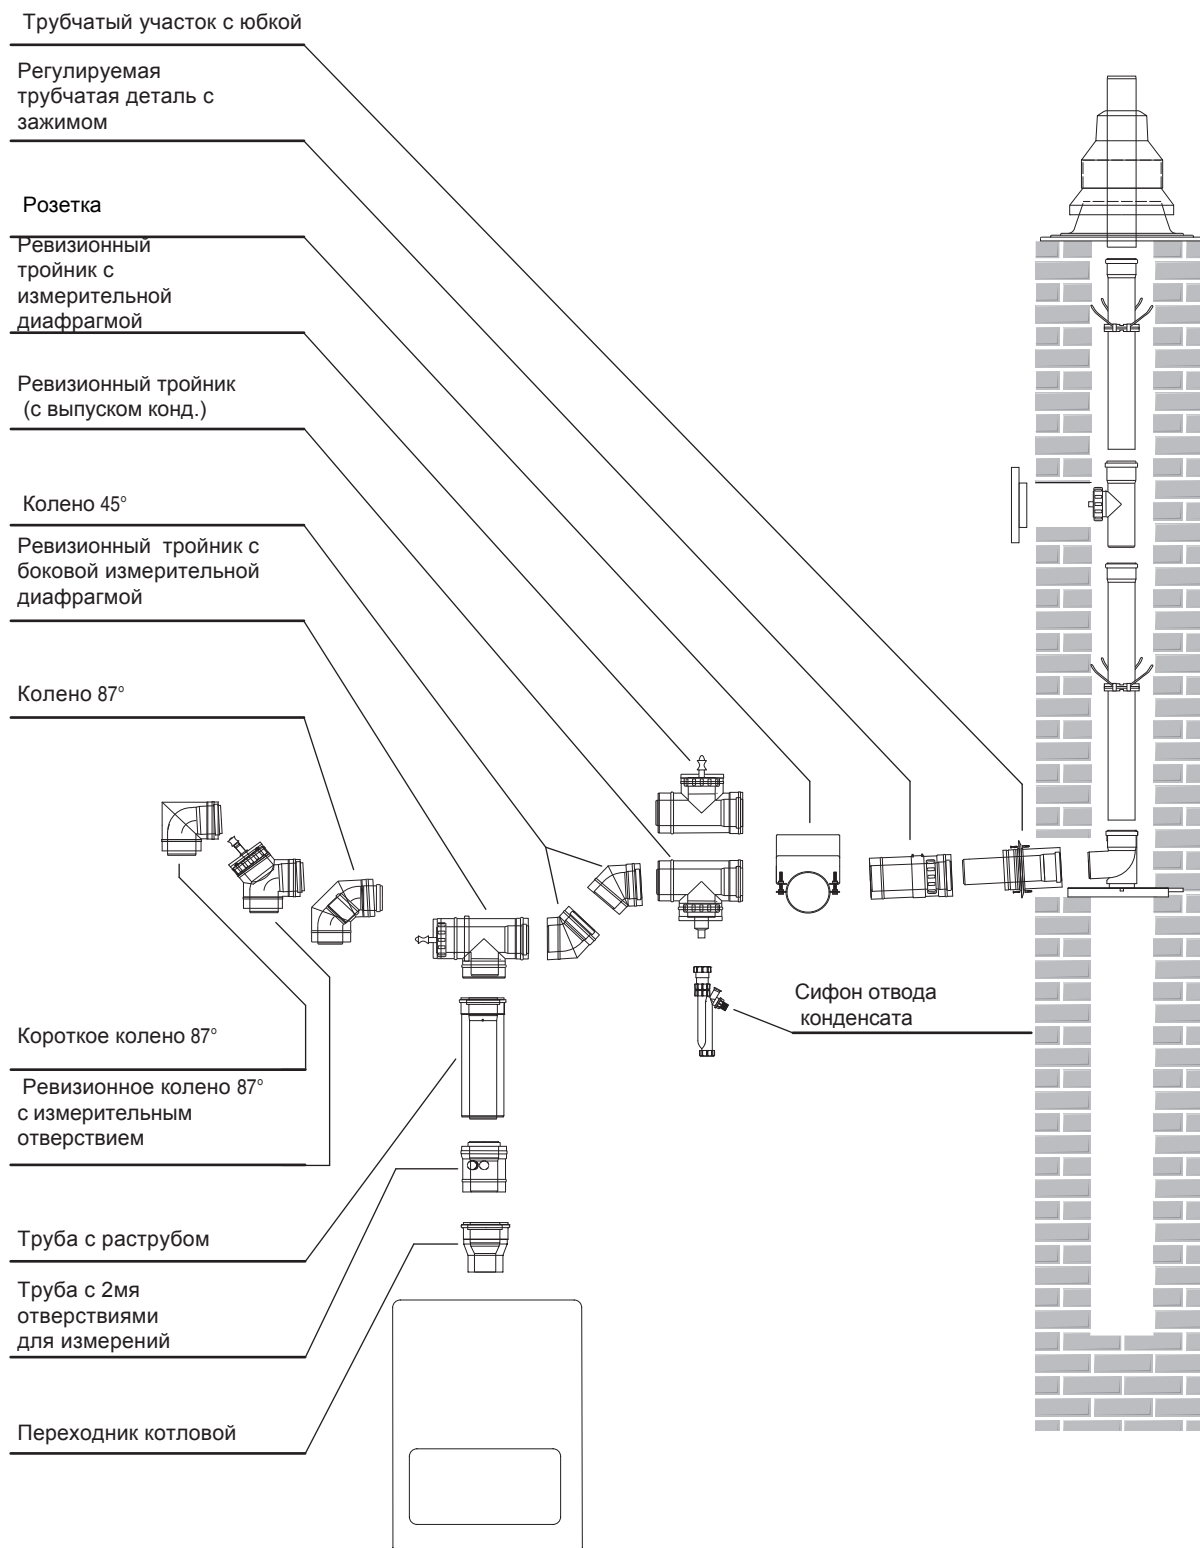 Трубчатый участок с юбкой
Регулируемая
трубчатая деталь с
зажимом
Розетка
Ревизионный
тройник с
измерительной
диафрагмой
Ревизионный тройник
(с выпуском конд.)
Колено 45°
Ревизионный тройник с
боковой измерительной
диафрагмой
Колено 87°
Короткое колено 87°
Ревизионное колено 87°
с измерительным
отверствием
Сифон отвода
конденсата
Труба с раструбом
Труба с 2мя
отверствиями
для измерений
Переходник котловой